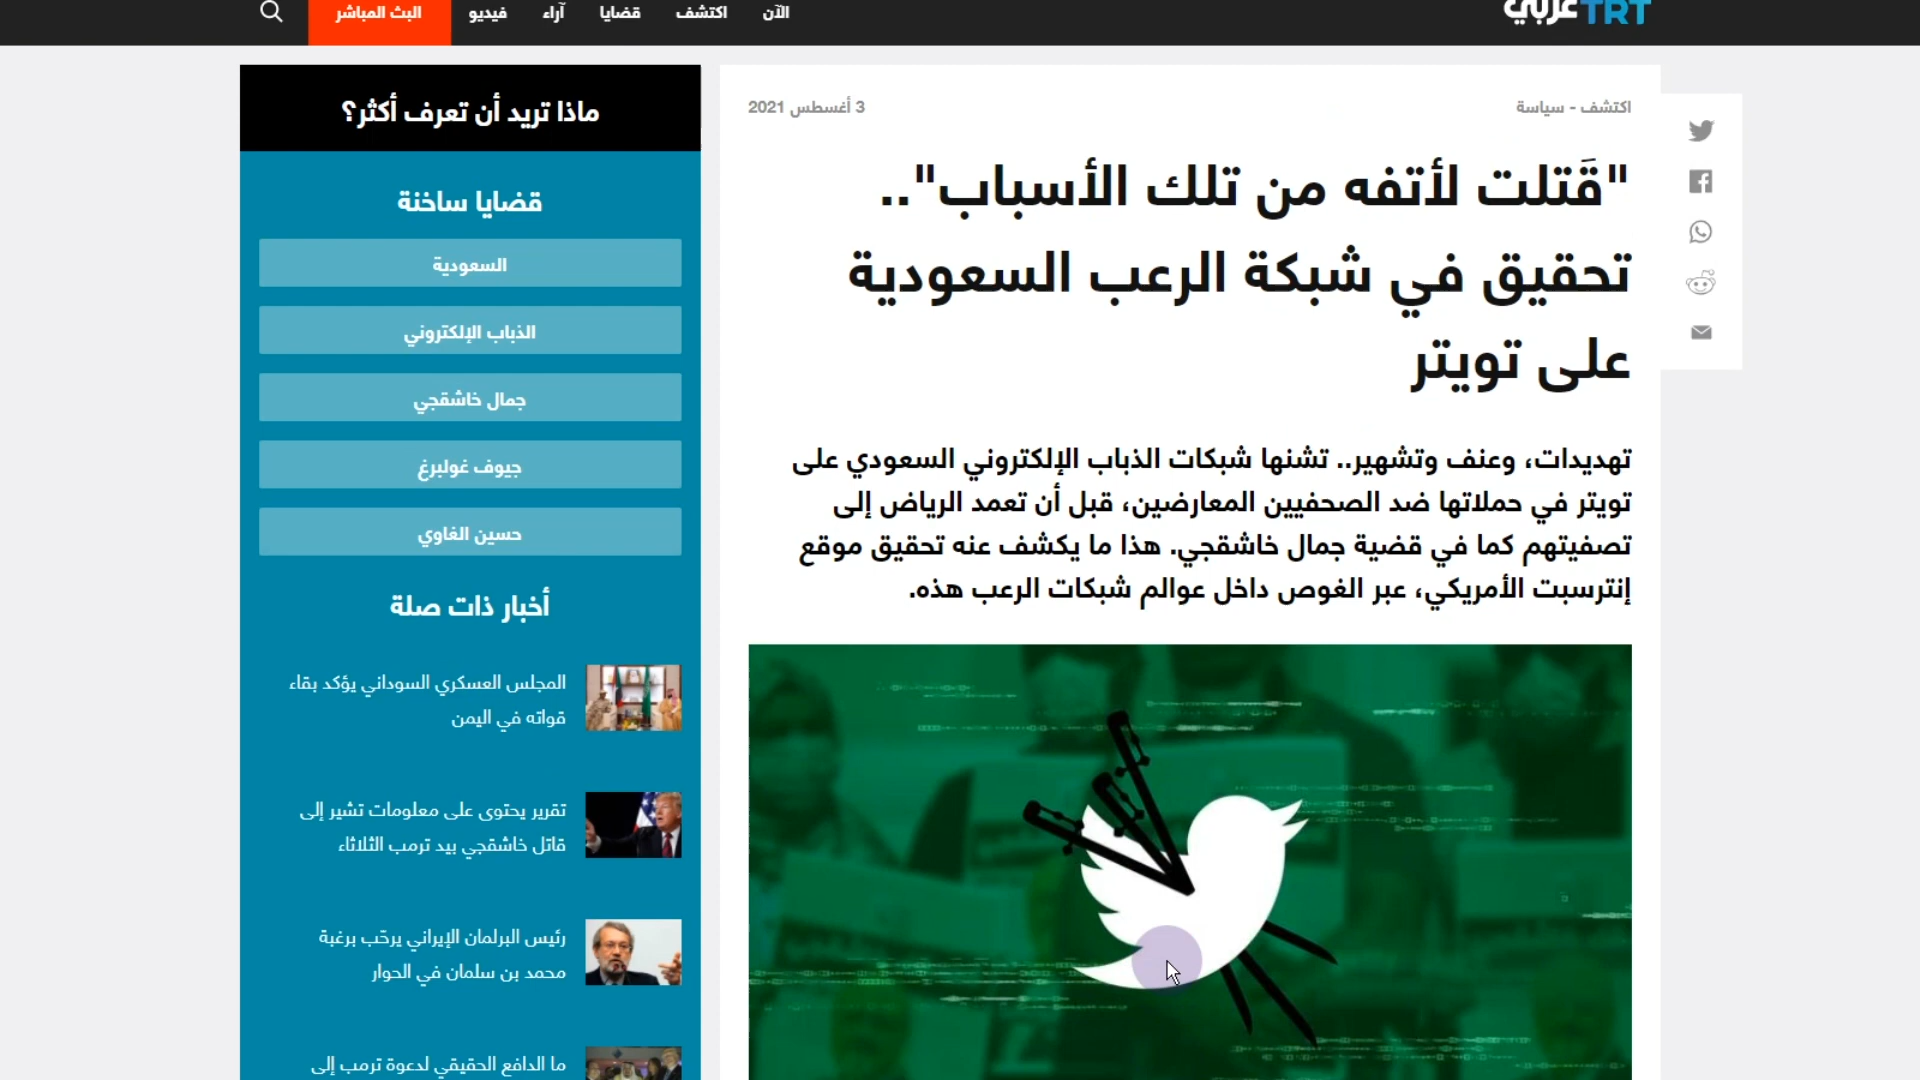 TRT عربي
الآن
اكتشف
قضايا
آراء
فيديو
البث المباشر
اكتشف - سياسة
3 أغسطس 2021
"قَتلت لأتفه من تلك الأسباب"..
تحقيق في شبكة الرعب السعودية
على تويتر
تهديدات، وعنف وتشهير.. تشنها شبكات الذباب الإلكتروني السعودي على
تويتر في حملاتها ضد الصحفيين المعارضين، قبل أن تعمد الرياض إلى
تصفيتهم كما في قضية جمال خاشقجي. هذا ما يكشف عنه تحقيق موقع
إنترسبت الأمريكي، عبر الغوص داخل عوالم شبكات الرعب هذه.
ماذا تريد أن تعرف أكثر؟
قضايا ساخنة
السعودية
الذباب الإلكتروني
جمال خاشقجي
جيوف غولبرغ
حسين الغاوي
أخبار ذات صلة
المجلس العسكري السوداني يؤكد بقاء
قواته في اليمن
تقرير يحتوى على معلومات تشير إلى
قاتل خاشقجي بيد ترمب الثلاثاء
رئيس البرلمان الإيراني يرحّب برغبة
محمد بن سلمان في الحوار
ما الدافع الحقيقي لدعوة ترمب إلى